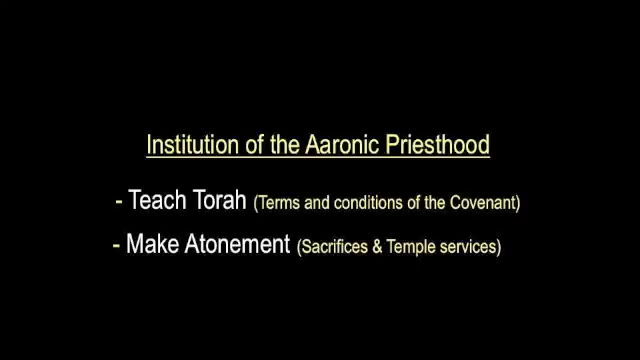 Institution of the Aaronic Priesthood
- Teach Torah (Terms and conditions of the Covenant)
- Make Atonement (Sacrifices & Temple services)